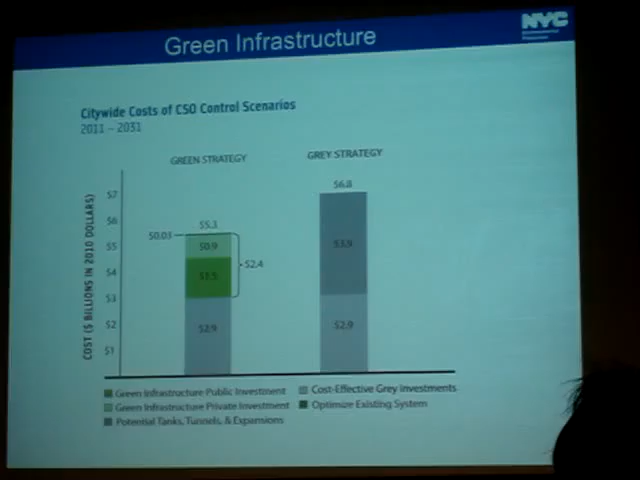 Green Infrastructure
NYC
Environmental
Protection
Citywide Costs of CSO Control Scenarios
2011 – 2031
GREEN STRATEGY
GREY STRATEGY
COST ($ BILLIONS IN 2010 DOLLARS)
$7
$6
$5
$4
$3
$2
$1
$5.3
$0.03
$0.9
$1.5
$2.4
$2.9
$6.8
$3.9
$2.9
Green Infrastructure Public Investment
Cost-Effective Grey Investments
Green Infrastructure Private Investment
Optimize Existing System
Potential Tanks, Tunnels, & Expansions